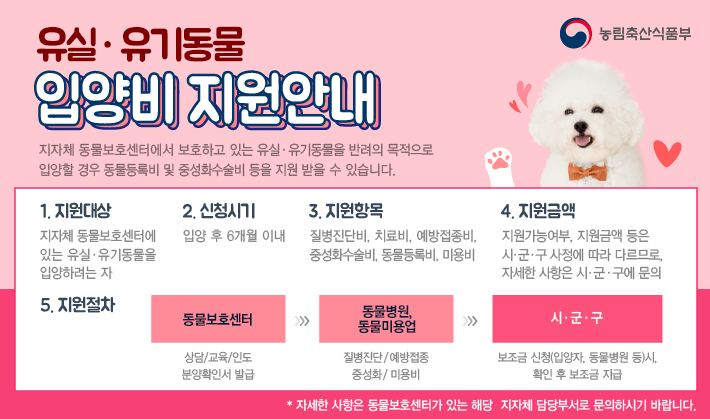 유실·유기동물
농림축산식품부
입양비 지원안내
지자체 동물보호센터에서 보호하고 있는 유실·유기동물을 반려의 목적으로
입양할 경우 동물등록비 및 중성화수술비 등을 지원 받을 수 있습니다.
1. 지원대상
지자체 동물보호센터에
있는 유실·유기동물을
입양하려는 자
2. 신청시기
입양 후 6개월 이내
3. 지원항목
질병진단비, 치료비, 예방접종비,
중성화수술비, 동물등록비, 미용비
4. 지원금액
지원가능여부, 지원금액 등은
시·군·구 사정에 따라 다르므로,
자세한 사항은 시·군·구에 문의
5. 지원절차
동물보호센터
상담/교육/인도
분양확인서 발급
동물병원,
동물미용업
질병진단/예방접종
중성화/미용비
시·군·구
보조금 신청(입양자, 동물병원 등)시,
확인 후 보조금 지급
* 자세한 사항은 동물보호센터가 있는 해당 지자체 담당부서로 문의하시기 바랍니다.